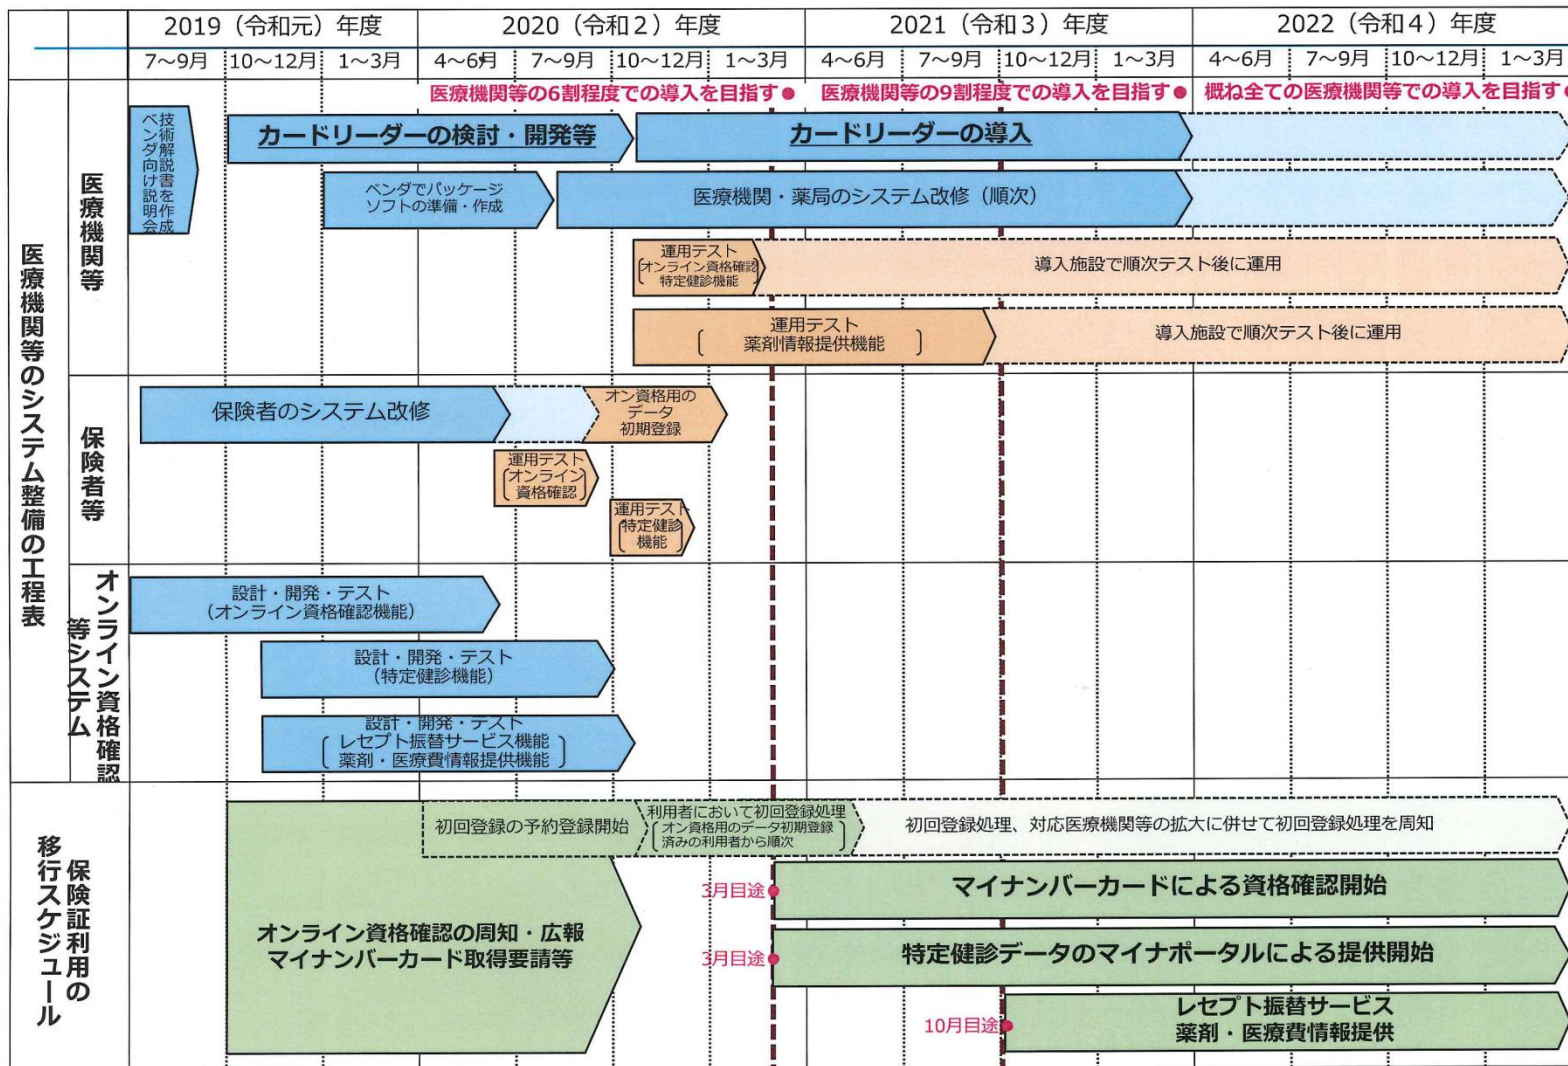 2019（令和元）年度
2020（令和２）年度
2021（令和３）年度
2022（令和４）年度
7～9月
10～12月
1～3月
4～6月
7～9月
10～12月
1～3月
4～6月
7～9月
10～12月
1～3月
4～6月
7～9月
10～12月
1～3月
医療機関等のシステム整備の工程表
医療機関等
医療機関等の6割程度での導入を目指す
医療機関等の9割程度での導入を目指す
概ね全ての医療機関等での導入を目指す
技術解説書を作成
ベンダ向け説明会
カードリーダーの検討・開発等
カードリーダーの導入
ベンダでパッケージ
ソフトの準備・作成
医療機関・薬局のシステム改修（順次）
運用テスト
オンライン資格確認
特定健診機能
導入施設で順次テスト後に運用
運用テスト
薬剤情報提供機能
導入施設で順次テスト後に運用
保険者等
保険者のシステム改修
オン資格用の
データ
初期登録
運用テスト
オンライン
資格確認
運用テスト
特定健診
機能
オンライン資格確認
等システム
設計・開発・テスト
（オンライン資格確認機能）
設計・開発・テスト
（特定健診機能）
設計・開発・テスト
レセプト振替サービス機能
薬剤・医療費情報提供機能
保険証利用の
移行スケジュール
初回登録の予約登録開始
利用者において初回登録処理
オン資格用のデータ初期登録
済みの利用者から順次
初回登録処理、対応医療機関等の拡大に併せて初回登録処理を周知
オンライン資格確認の周知・広報
マイナンバーカード取得要請等
3月目途
マイナンバーカードによる資格確認開始
3月目途
特定健診データのマイナポータルによる提供開始
10月目途
レセプト振替サービス
薬剤・医療費情報提供